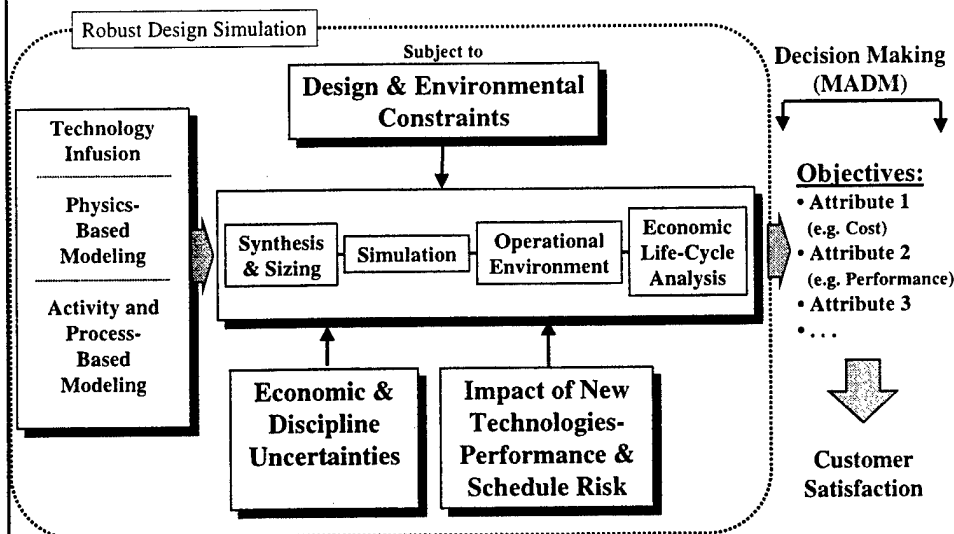 Robust Design Simulation
Subject to
Design & Environmental
Constraints
Decision Making
(MADM)
Technology
Infusion
Physics-
Based
Modeling
Activity and
Process-
Based
Modeling
Synthesis
& Sizing
Simulation
Operational
Environment
Economic
Life-Cycle
Analysis
Objectives:
• Attribute 1
(e.g. Cost)
• Attribute 2
(e.g. Performance)
• Attribute 3
• . . .
Economic &
Discipline
Uncertainties
Impact of New
Technologies-
Performance &
Schedule Risk
Customer
Satisfaction